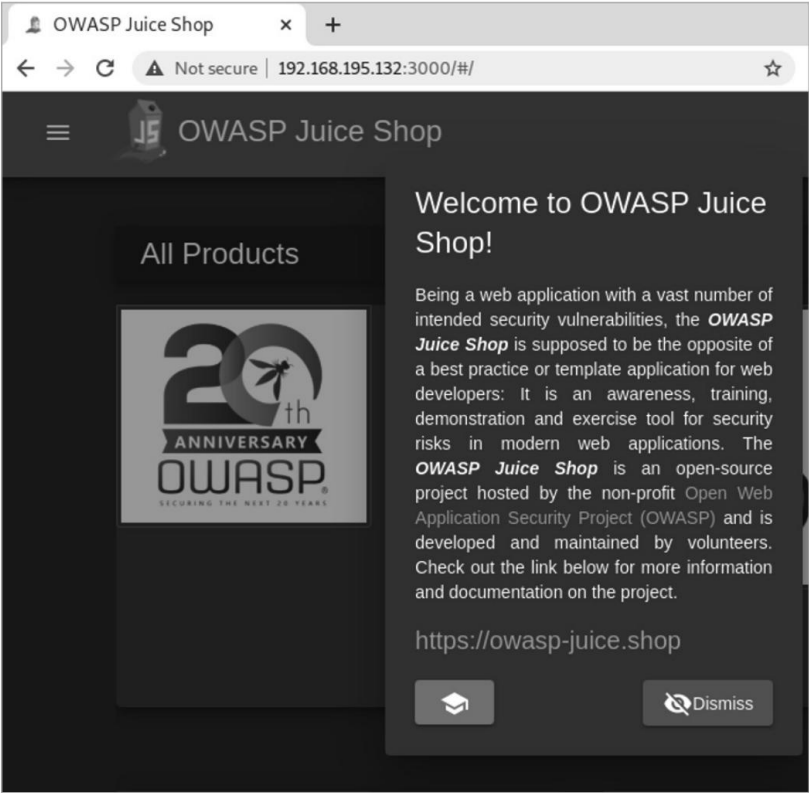 OWASP Juice Shop
Not secure | 192.168.195.132:3000/#/
JS
OWASP Juice Shop
All Products
20th
ANNIVERSARY
OWASP®
SECURING THE NEXT 20 YEARS
Welcome to OWASP Juice
Shop!
Being a web application with a vast number of
intended security vulnerabilities, the OWASP
Juice Shop is supposed to be the opposite of
a best practice or template application for web
developers: It is an awareness, training,
demonstration and exercise tool for security
risks in modern web applications. The
OWASP Juice Shop is an open-source
project hosted by the non-profit Open Web
Application Security Project (OWASP) and is
developed and maintained by volunteers.
Check out the link below for more information
and documentation on the project.
https://owasp-juice.shop
Dismiss